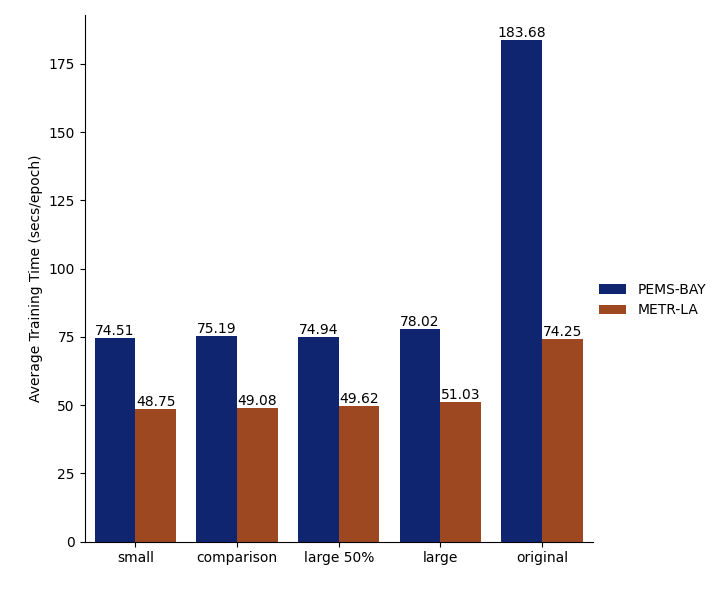 183.68
175
150
125
100
75
50
25
0
Average Training Time (secs/epoch)
74.51
48.75
75.19
49.08
74.94
49.62
78.02
51.03
74.25
small
comparison
large 50%
large
original
PEMS-BAY
METR-LA